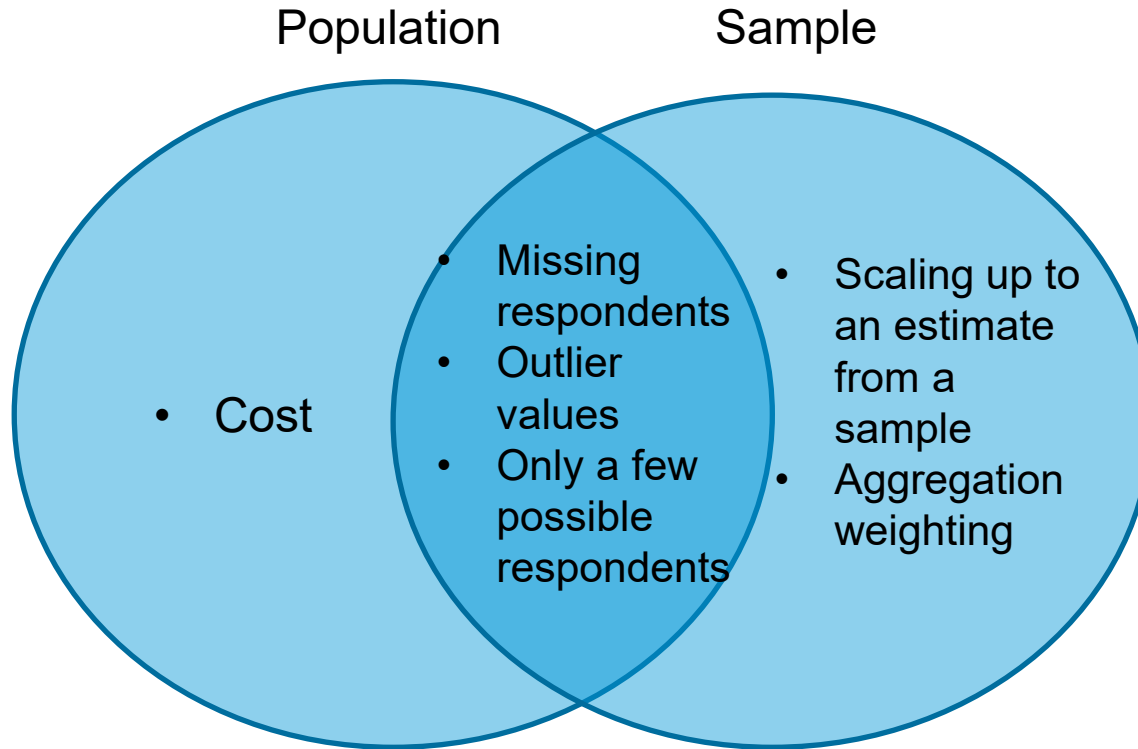 Population
Sample
• Cost
• Missing
respondents
• Outlier
values
• Only a few
possible
respondents
• Scaling up to
an estimate
from a
sample
• Aggregation
weighting